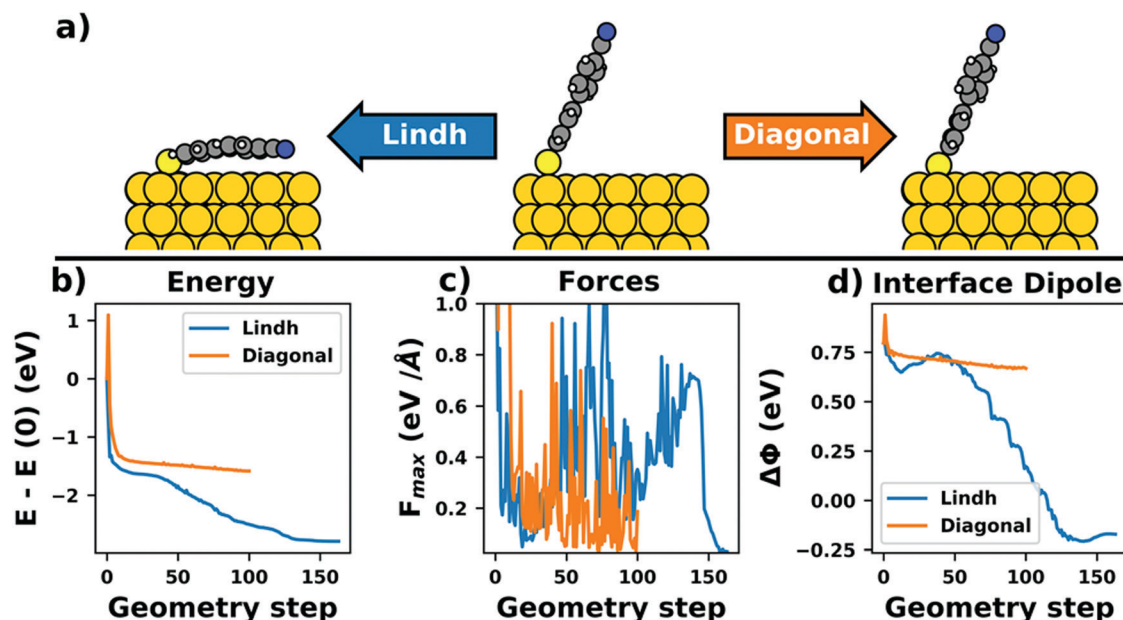 a)
Lindh
Diagonal
b)
Energy
E - E (0) (eV)
1
0
−1
−2
Lindh
Diagonal
0
50
100
150
Geometry step
c)
Forces
F_max (eV /Å)
1.0
0.8
0.6
0.4
0.2
0
50
100
150
Geometry step
d)
Interface Dipole
ΔΦ (eV)
0.75
0.50
0.25
0.00
−0.25
Lindh
Diagonal
0
50
100
150
Geometry step